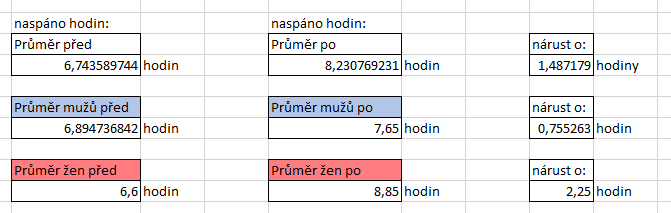 naspáno hodin: naspáno hodin:
Průměr před Průměr po nárust o:
6,743589744 hodin 8,230769231 hodin 1,487179 hodiny
Průměr mužů před Průměr mužů po nárust o:
6,894736842 hodin 7,65 hodin 0,755263 hodin
Průměr žen před Průměr žen po nárust o:
6,6 hodin 8,85 hodin 2,25 hodin